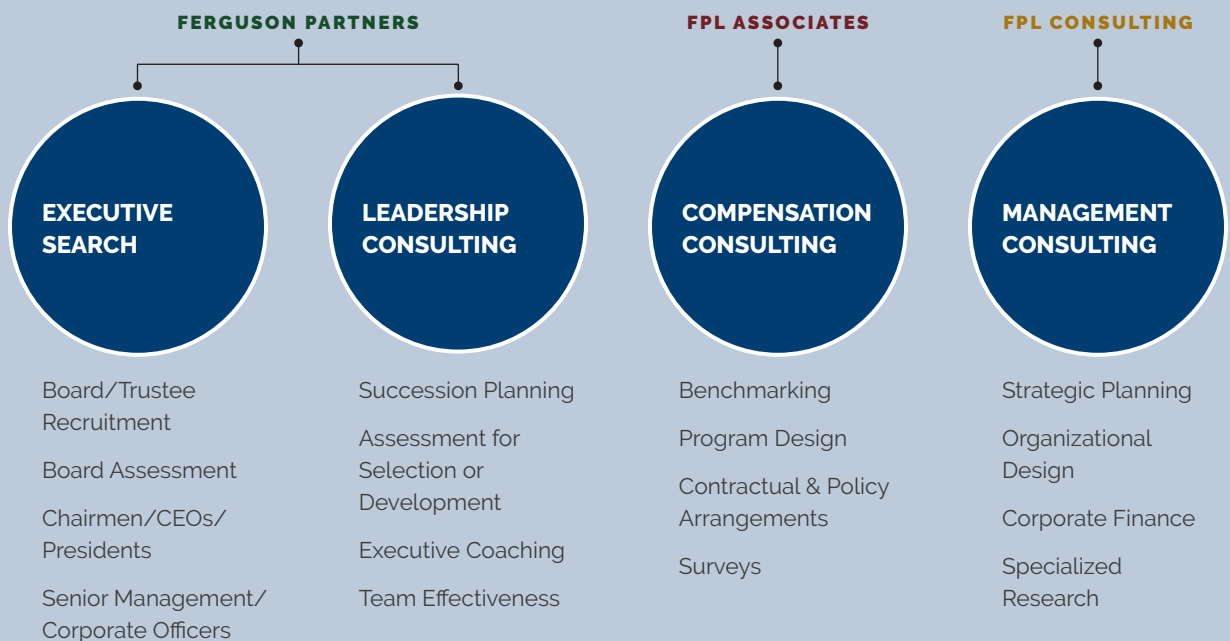 FERGUSON PARTNERS
FPL ASSOCIATES
FPL CONSULTING
EXECUTIVE
SEARCH
LEADERSHIP
CONSULTING
COMPENSATION
CONSULTING
MANAGEMENT
CONSULTING
Board/Trustee
Recruitment
Board Assessment
Chairmen/CEOs/
Presidents
Senior Management/
Corporate Officers
Succession Planning
Assessment for
Selection or
Development
Executive Coaching
Team Effectiveness
Benchmarking
Program Design
Contractual & Policy
Arrangements
Surveys
Strategic Planning
Organizational
Design
Corporate Finance
Specialized
Research